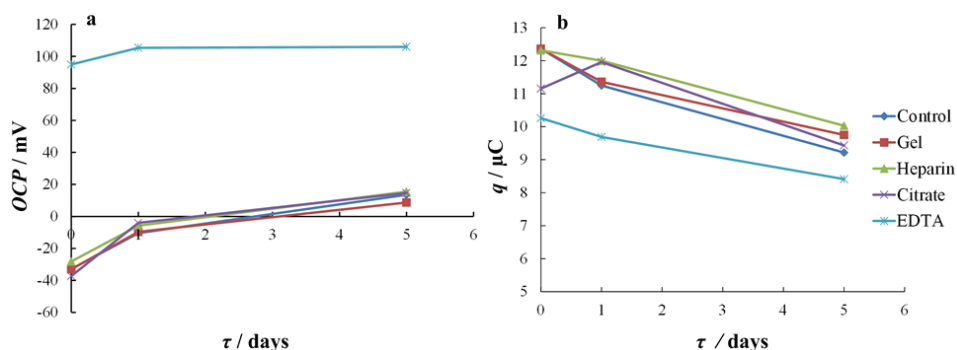 a
120
100
80
60
40
20
0
-20
-40
-60
0 1 2 3 4 5 6
OCP / mV
τ / days
b
13
12
11
10
9
8
7
6
5
0 1 2 3 4 5 6
q / μC
τ / days
Control
Gel
Heparin
Citrate
EDTA